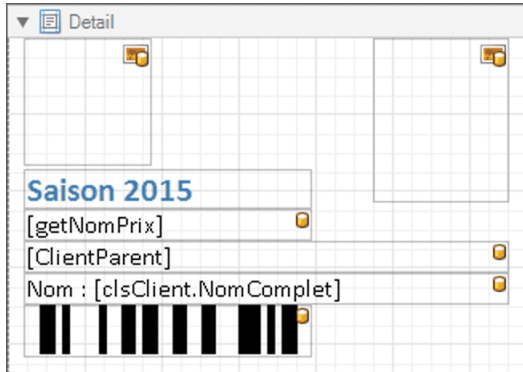 Detail
Saison 2015
[getNomPrix]
[ClientParent]
Nom : [clsClient.NomComplet]